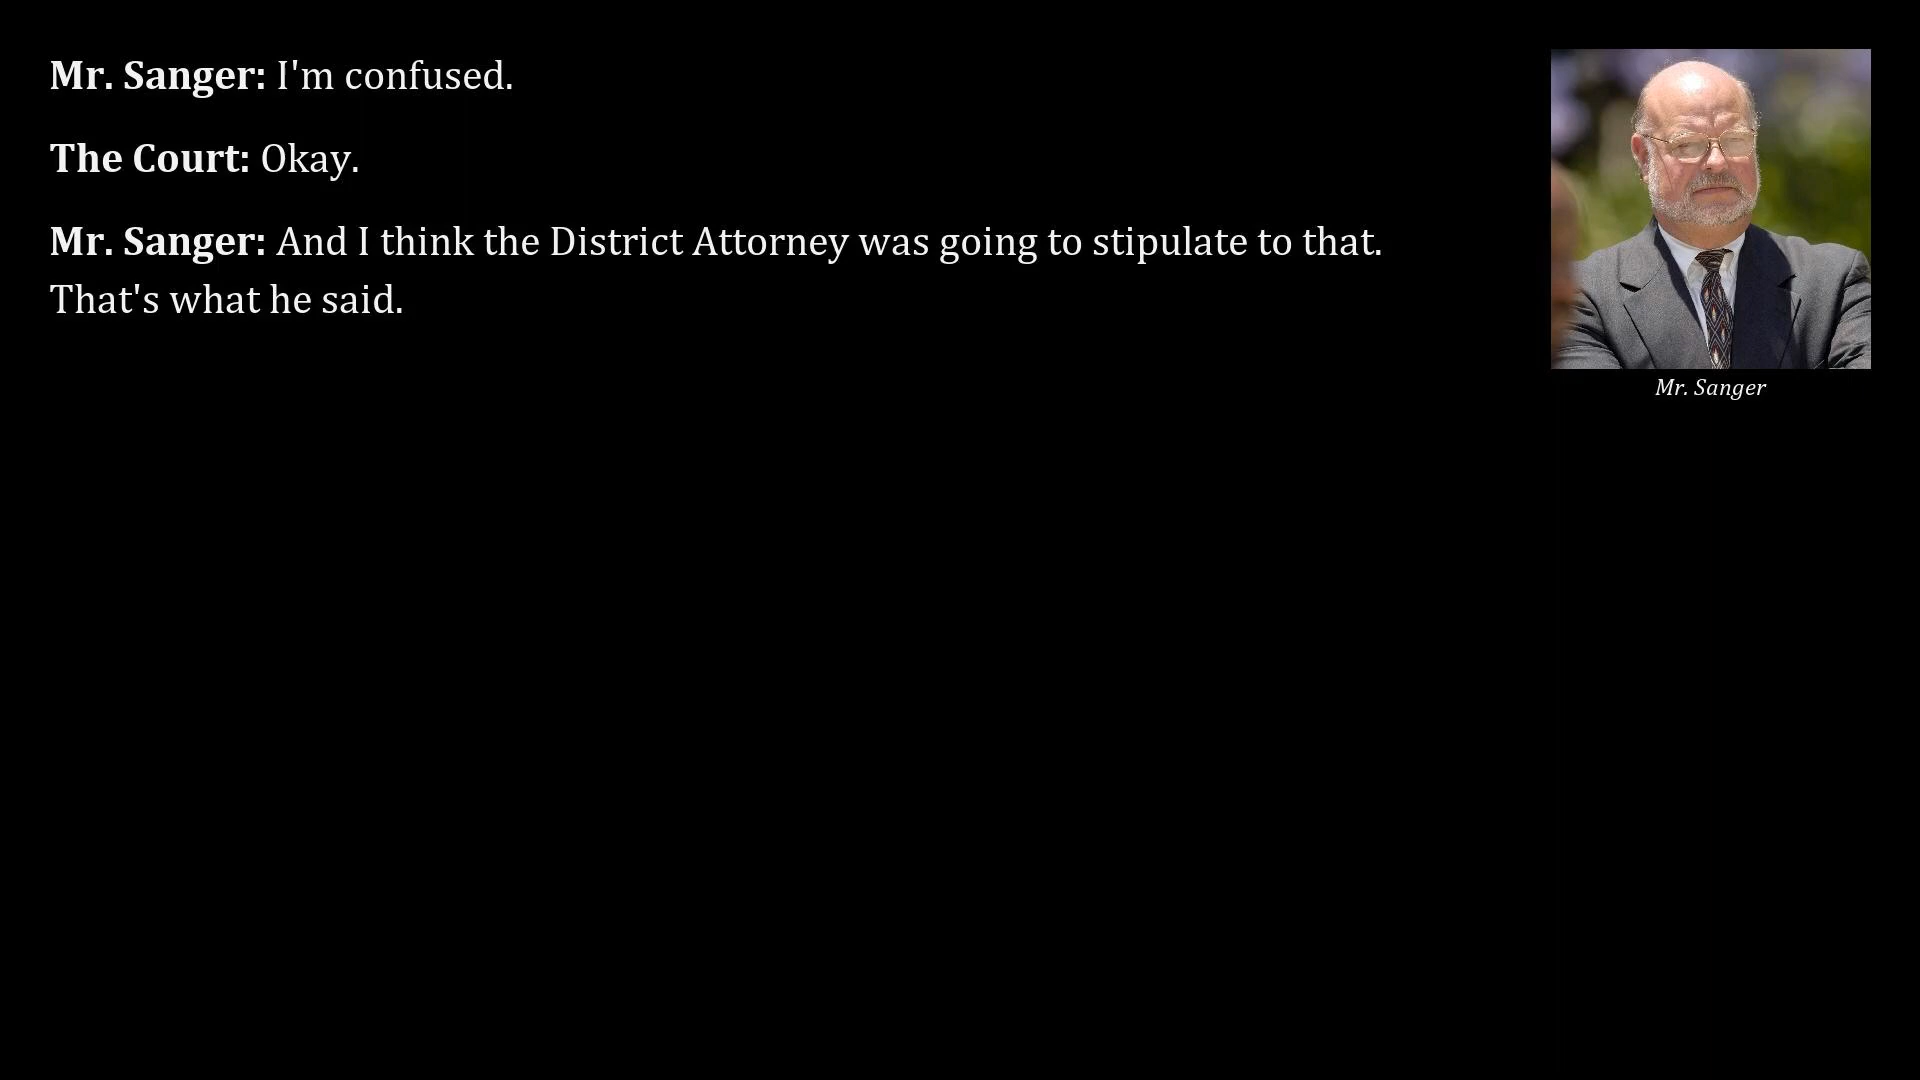 Mr. Sanger: I'm confused.
The Court: Okay.
Mr. Sanger: And I think the District Attorney was going to stipulate to that.
That's what he said.
Mr. Sanger